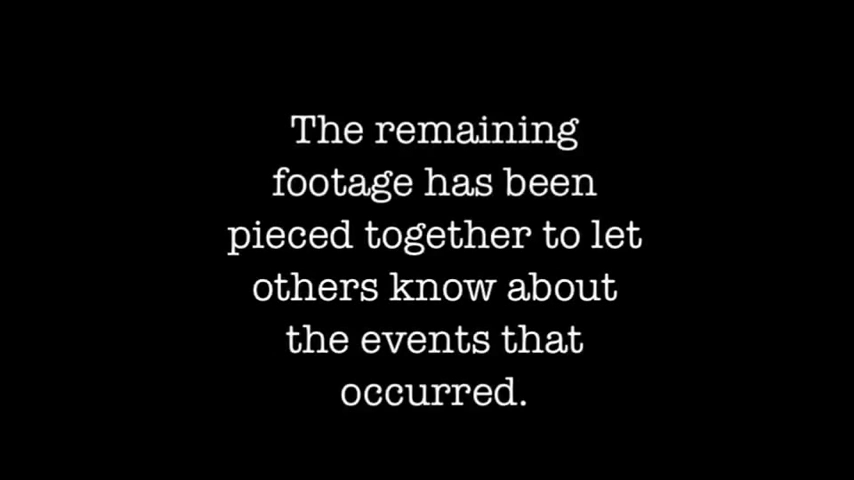 The remaining
footage has been
pieced together to let
others know about
the events that
occurred.